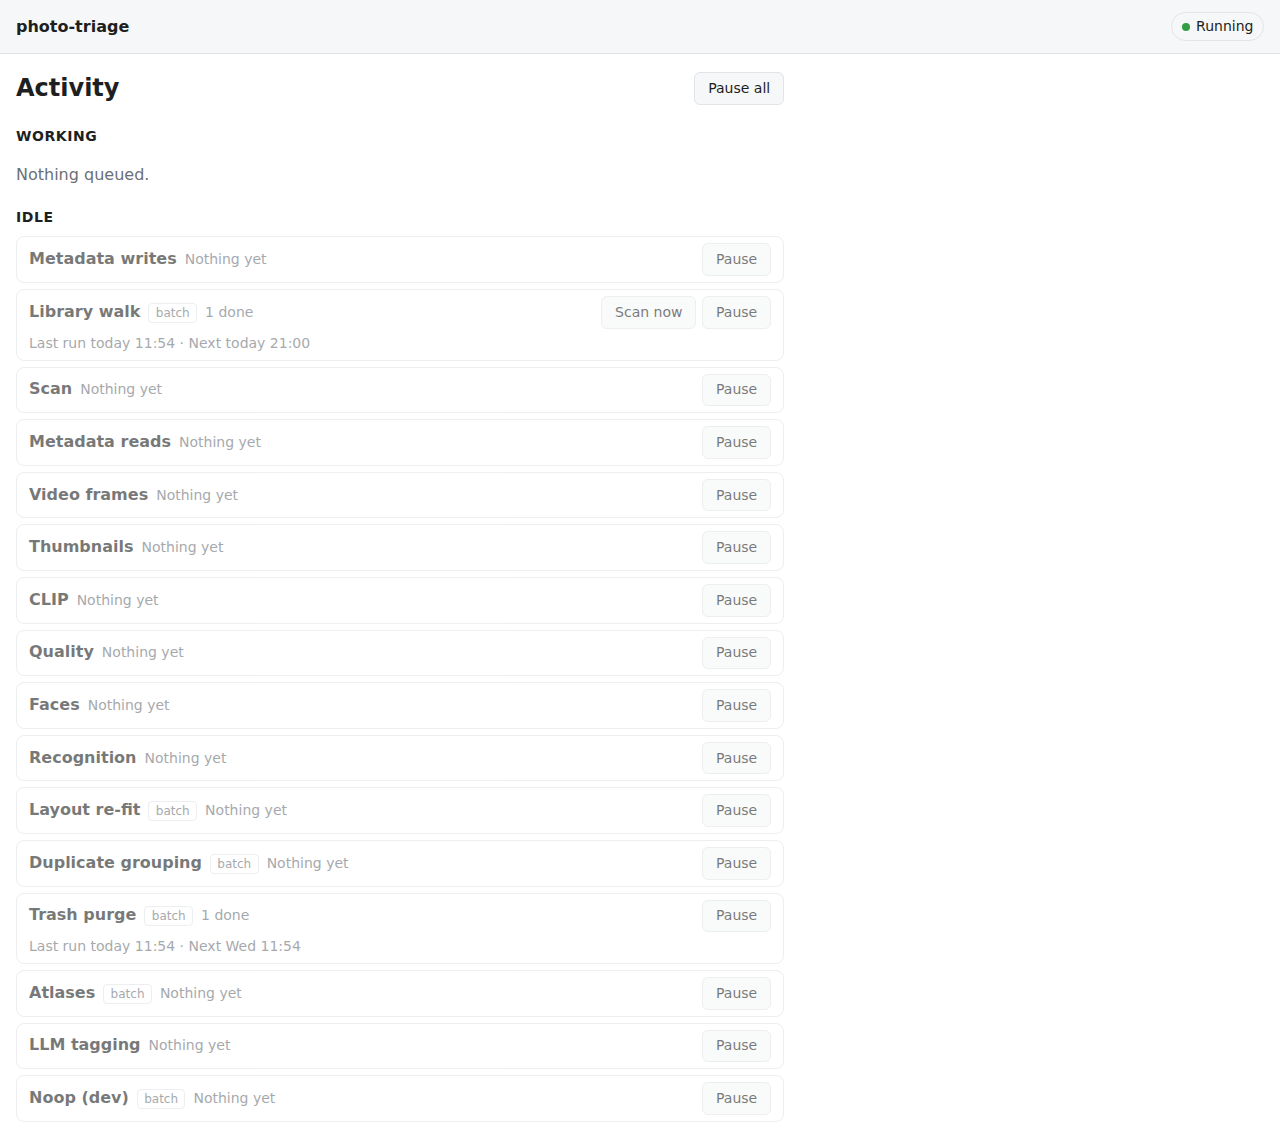 photo-triage
Running
Activity
Pause all
WORKING
Nothing queued.
IDLE
Metadata writes Nothing yet Pause
Library walk batch 1 done Scan now Pause
Last run today 11:54 · Next today 21:00
Scan Nothing yet Pause
Metadata reads Nothing yet Pause
Video frames Nothing yet Pause
Thumbnails Nothing yet Pause
CLIP Nothing yet Pause
Quality Nothing yet Pause
Faces Nothing yet Pause
Recognition Nothing yet Pause
Layout re-fit batch Nothing yet Pause
Duplicate grouping batch Nothing yet Pause
Trash purge batch 1 done Pause
Last run today 11:54 · Next Wed 11:54
Atlases batch Nothing yet Pause
LLM tagging Nothing yet Pause
Noop (dev) batch Nothing yet Pause